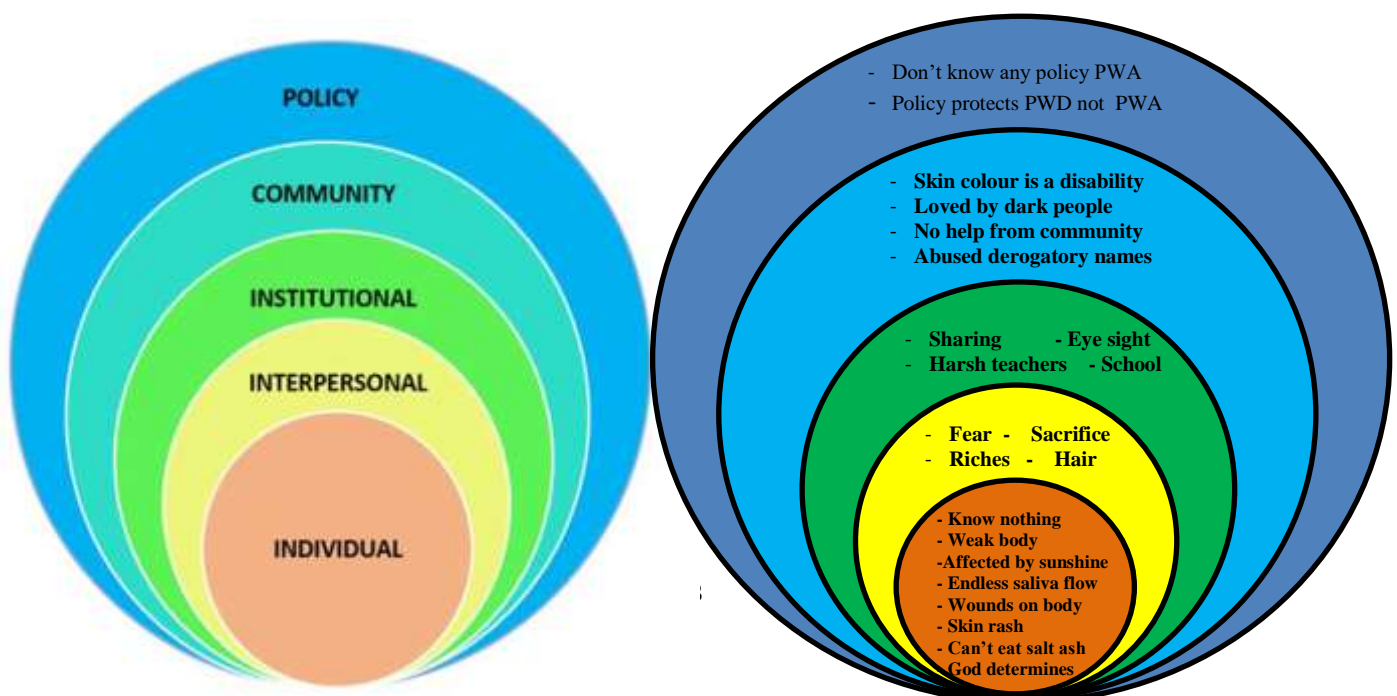 POLICY
COMMUNITY
INSTITUTIONAL
INTERPERSONAL
INDIVIDUAL
- Don’t know any policy PWA
- Policy protects PWD not PWA
- Skin colour is a disability
- Loved by dark people
- No help from community
- Abused derogatory names
- Sharing - Eye sight
- Harsh teachers - School
- Fear - Sacrifice
- Riches - Hair
- Know nothing
- Weak body
-Affected by sunshine
- Endless saliva flow
- Wounds on body
- Skin rash
- Can’t eat salt ash
- God determines